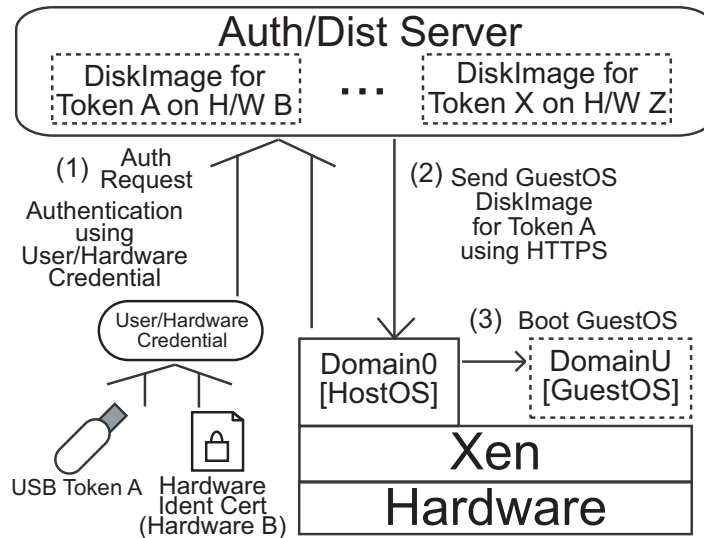 Auth/Dist Server
DiskImage for
Token A on H/W B
...
DiskImage for
Token X on H/W Z
(1) Auth
Request
Authentication
using
User/Hardware
Credential
(2) Send GuestOS
DiskImage
for Token A
using HTTPS
User/Hardware
Credential
(3) Boot GuestOS
Domain0
[HostOS]
DomainU
[GuestOS]
Xen
Hardware
USB Token A
Hardware
Ident Cert
(Hardware B)